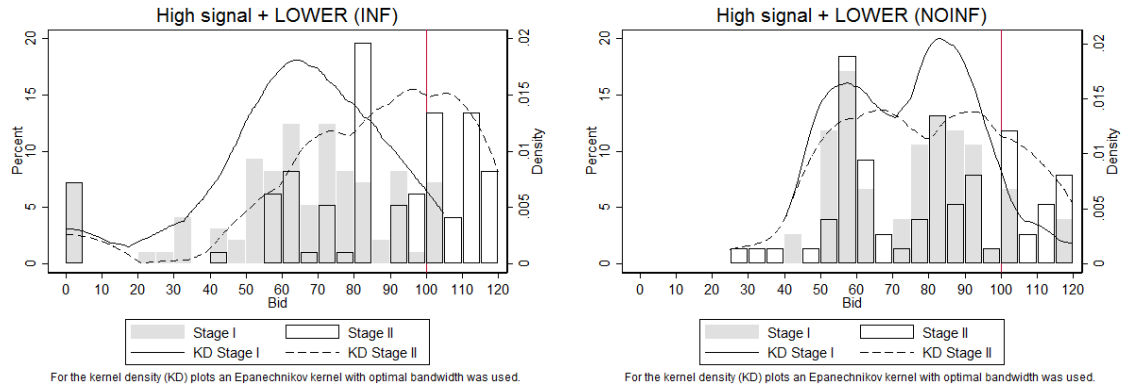 High signal + LOWER (INF)
20
15
10
5
0
Percent
.02
.015
.01
.005
0
Density
0 10 20 30 40 50 60 70 80 90 100 110 120
Bid
Stage I Stage II
KD Stage I KD Stage II
For the kernel density (KD) plots an Epanechnikov kernel with optimal bandwidth was used.
High signal + LOWER (NOINF)
20
15
10
5
0
Percent
.02
.015
.01
.005
0
Density
0 10 20 30 40 50 60 70 80 90 100 110 120
Bid
Stage I Stage II
KD Stage I KD Stage II
For the kernel density (KD) plots an Epanechnikov kernel with optimal bandwidth was used.